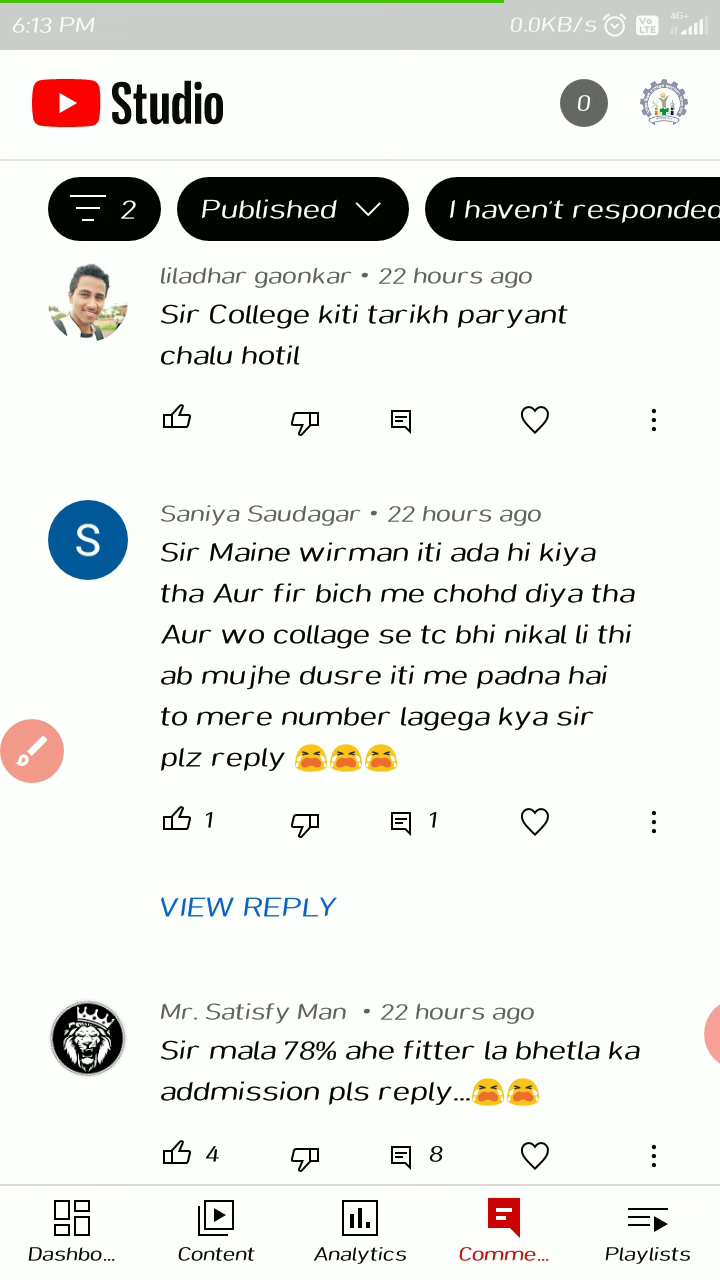 6:13 PM 0.0KB/s Vo LTE 4G+
Studio 0
2 Published I haven't responded
liladhar gaonkar • 22 hours ago
Sir College kiti tarikh paryant
chalu hotil
S
Saniya Saudagar • 22 hours ago
Sir Maine wirman iti ada hi kiya
tha Aur fir bich me chohd diya tha
Aur wo collage se tc bhi nikal li thi
ab mujhe dusre iti me padna hai
to mere number lagega kya sir
plz reply 😭😭😭
1 1
VIEW REPLY
Mr. Satisfy Man • 22 hours ago
Sir mala 78% ahe fitter la bhetla ka
addmission pls reply...😭😭
4 8
Dashbo... Content Analytics Comme... Playlists